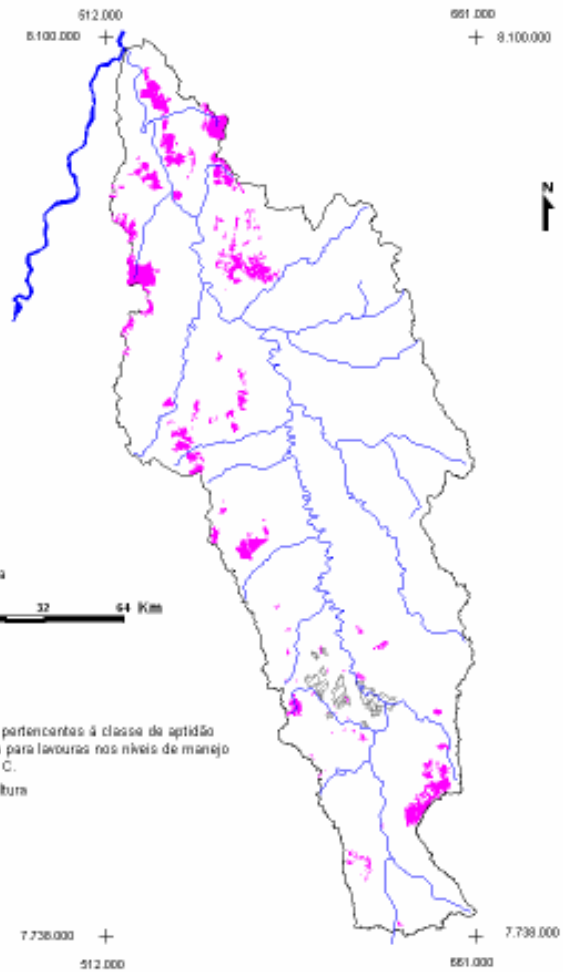 512.000
661.000
8.100.000
8.100.000
N
a
32 64 Km
pertencentes à classe de aptidão
para lavouras nos níveis de manejo
C.
ltura
7.738.000
7.738.000
512.000
661.000